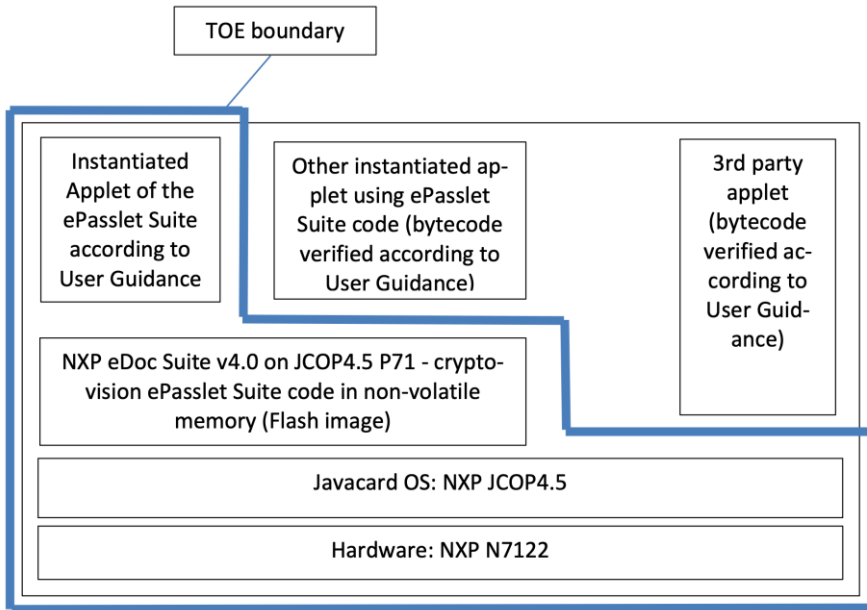 TOE boundary
Instantiated
Applet of the
ePasslet Suite
according to
User Guidance
Other instantiated ap-
plet using ePasslet
Suite code (bytecode
verified according to
User Guidance)
3rd party
applet
(bytecode
verified ac-
cording to
User Guid-
ance)
NXP eDoc Suite v4.0 on JCOP4.5 P71 - crypto-
vision ePasslet Suite code in non-volatile
memory (Flash image)
Javacard OS: NXP JCOP4.5
Hardware: NXP N7122